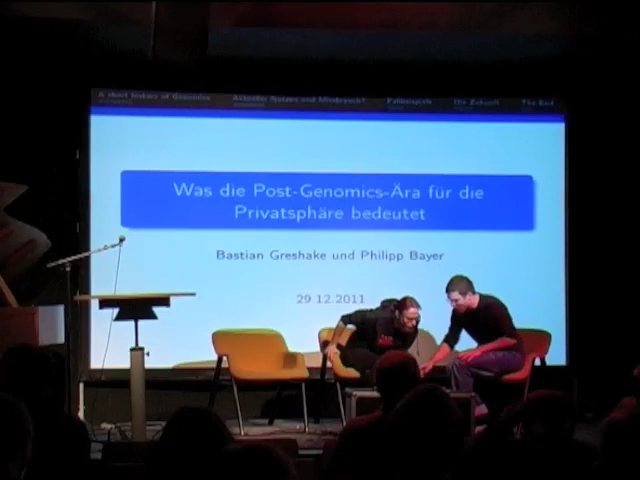 A short history of Genomics Aktueller Nutzen und Missbrauch? Fallbeispiele Die Zukunft The End
Was die Post-Genomics-Ära für die
Privatsphäre bedeutet
Bastian Greshake und Philipp Bayer
29.12.2011